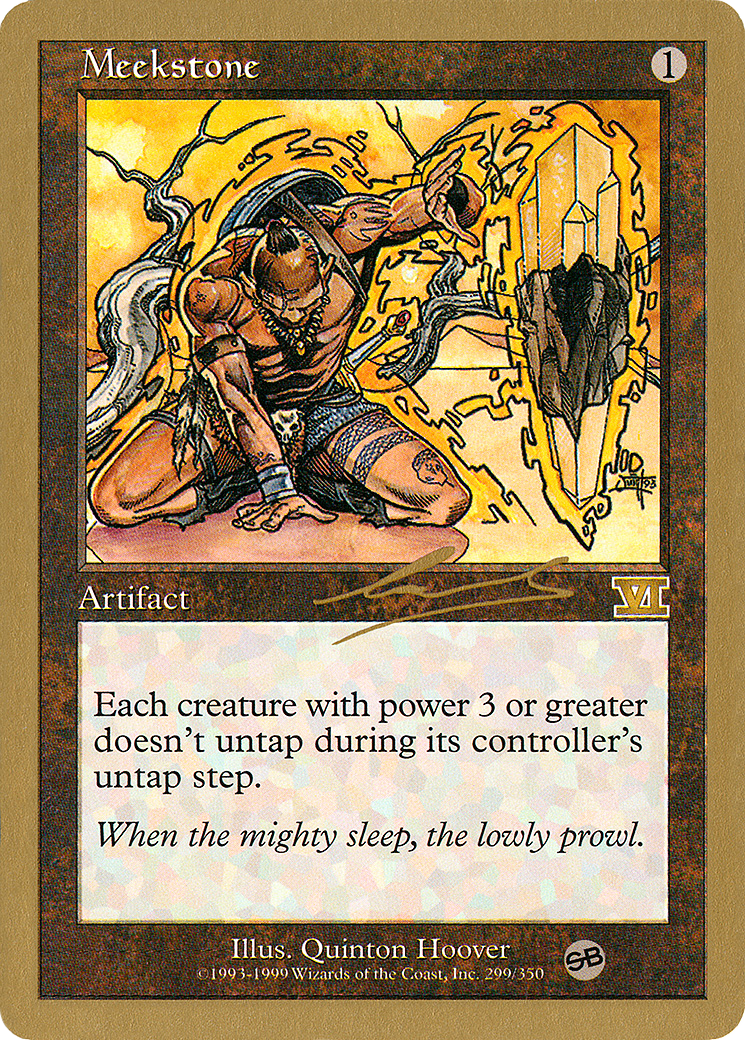 Meekstone
1
Artifact
VI
Each creature with power 3 or greater
doesn't untap during its controller's
untap step.
When the mighty sleep, the lowly prowl.
Illus. Quinton Hoover
SB
©1993-1999 Wizards of the Coast, Inc. 299/350